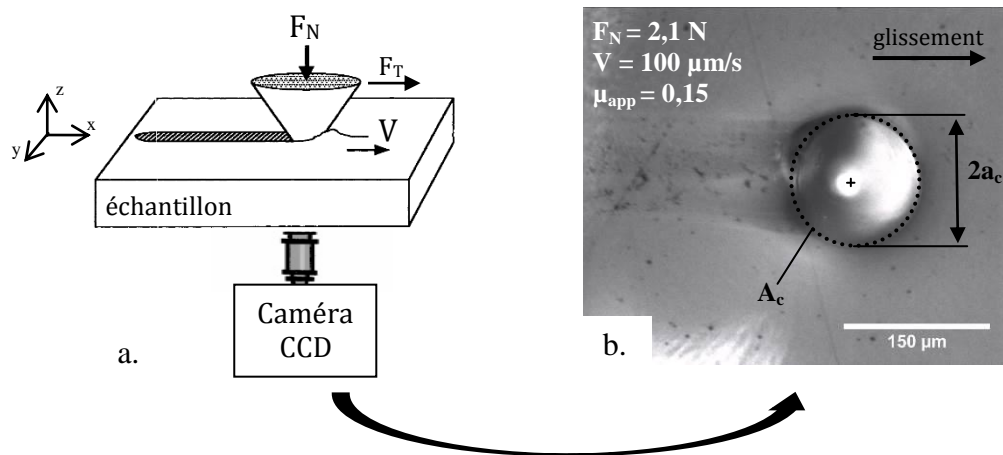 F_N
F_T
z
x
y
V
échantillon
Caméra
CCD
a.
F_N = 2,1 N
V = 100 µm/s
µ_app = 0,15
glissement
2a_c
A_c
150 µm
b.